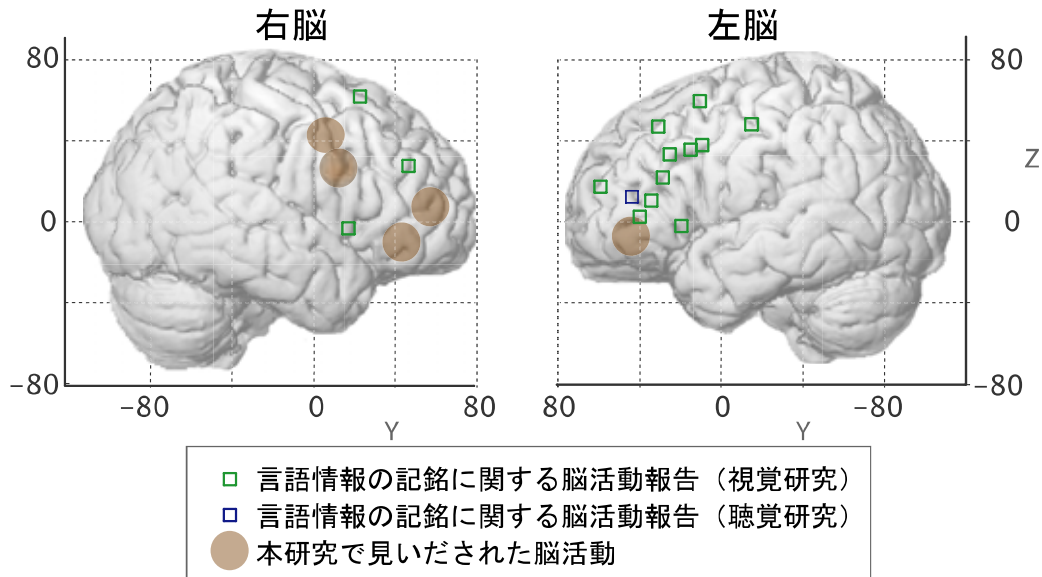 右脳 左脳
80 80
Z
0 0
-80 -80
-80 0 80 80 0 -80
Y Y
言語情報の記銘に関する脳活動報告（視覚研究）
言語情報の記銘に関する脳活動報告（聴覚研究）
本研究で見いだされた脳活動